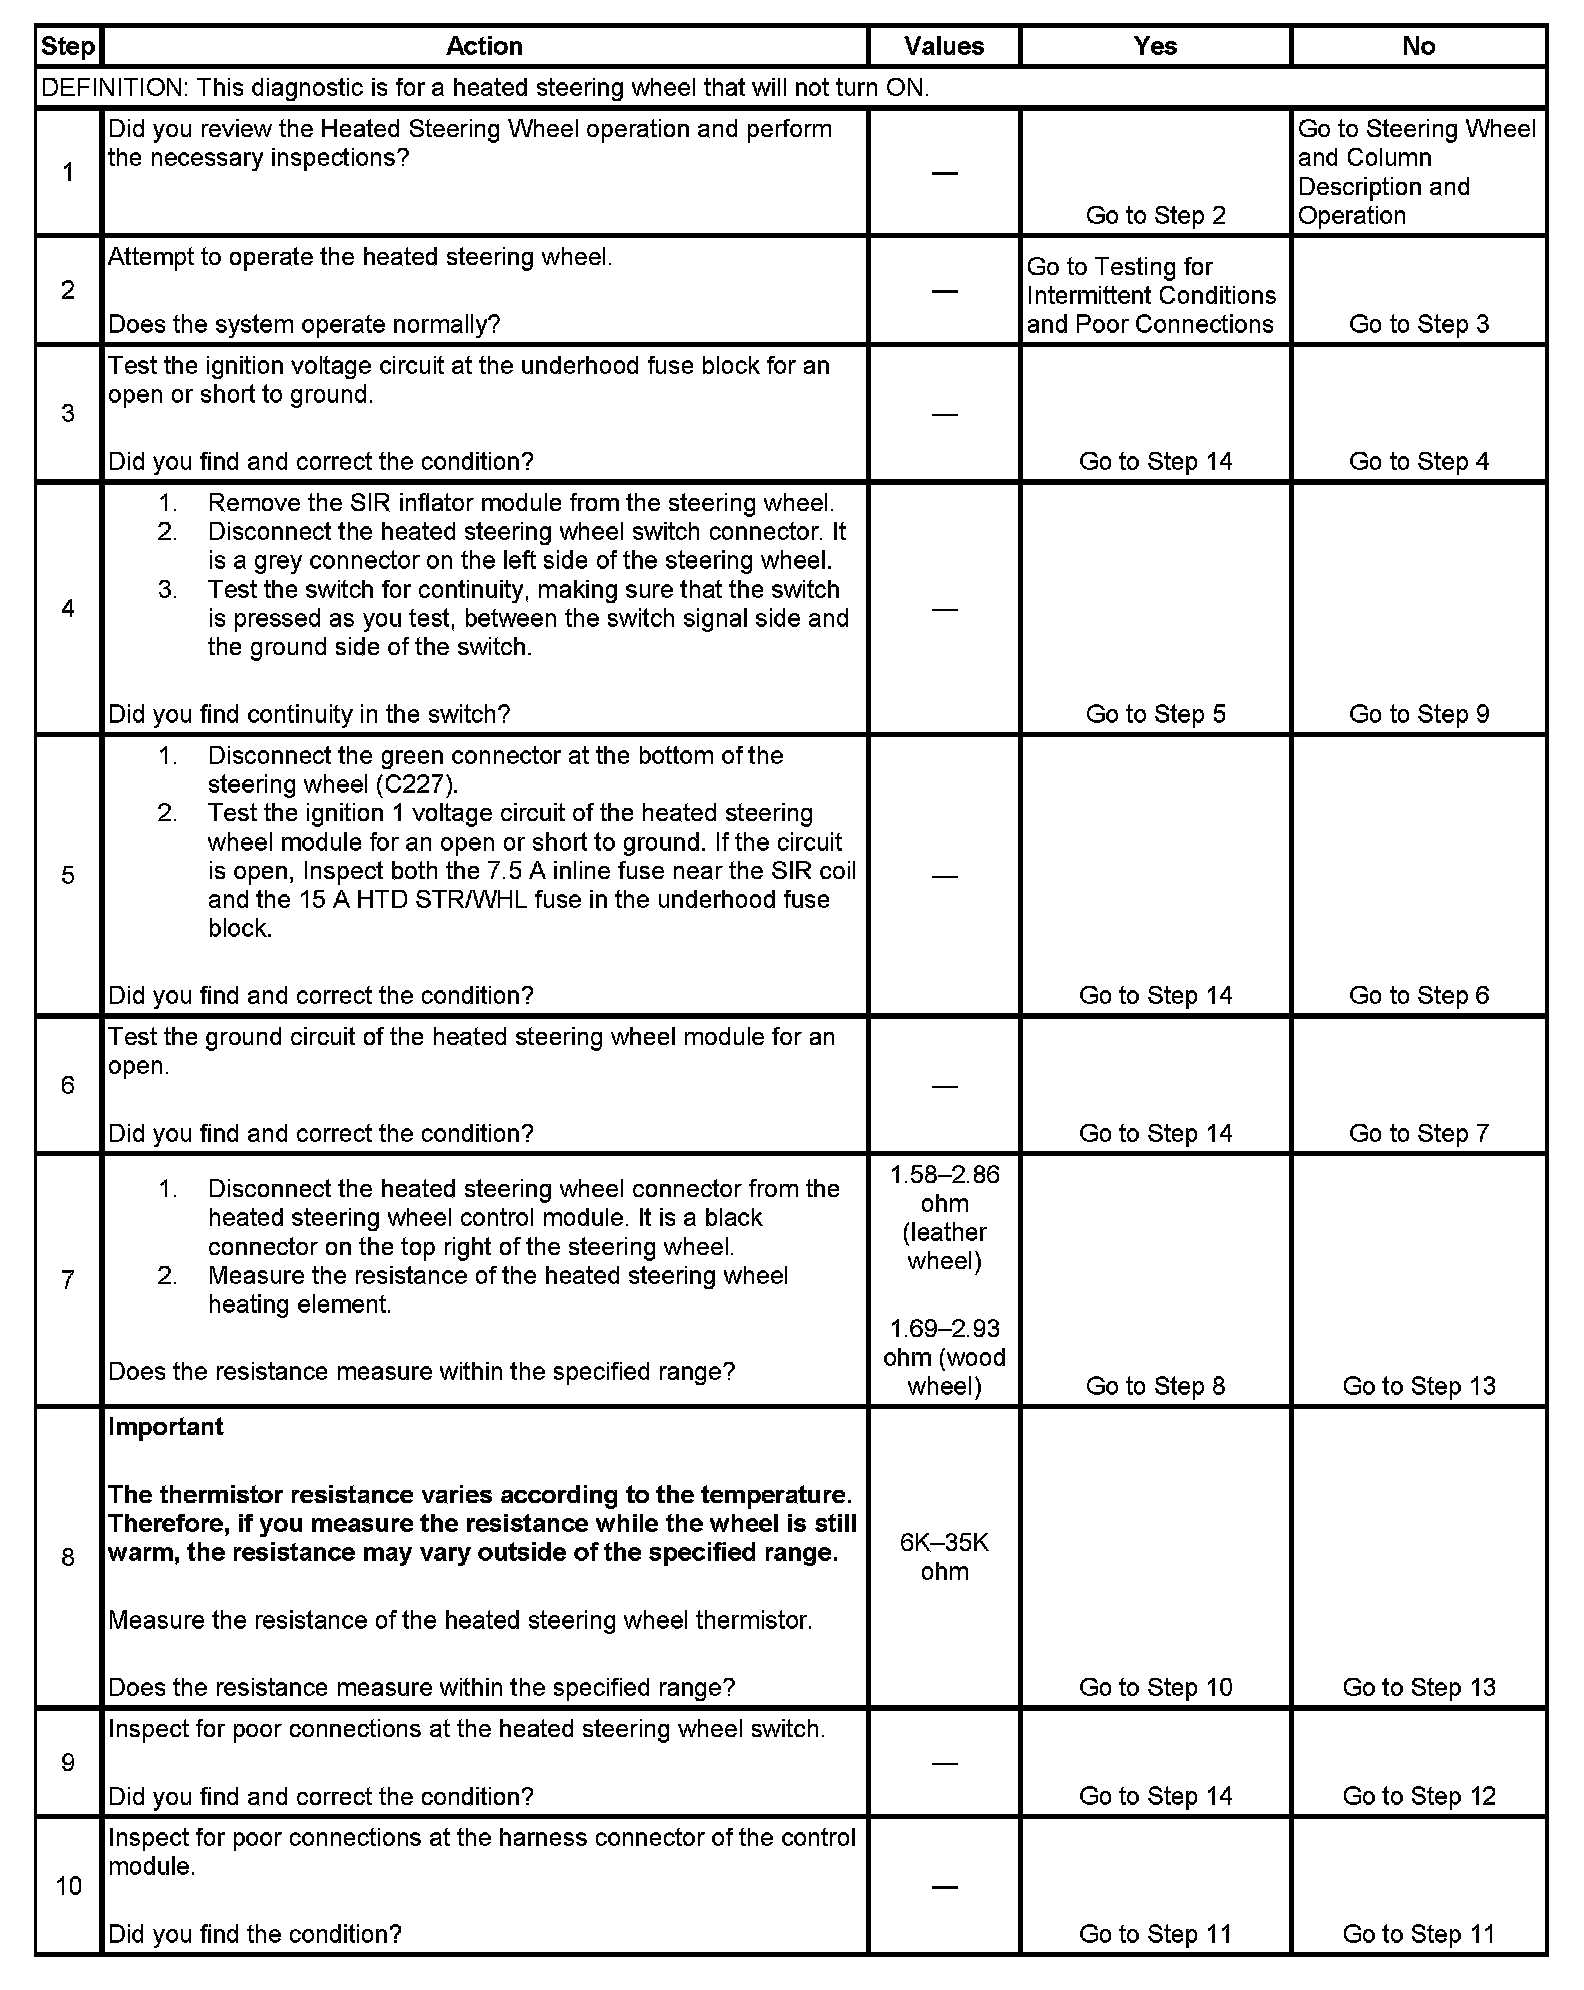 Step Action Values Yes No
DEFINITION: This diagnostic is for a heated steering wheel that will not turn ON.
1
Did you review the Heated Steering Wheel operation and perform
the necessary inspections?
—
Go to Step 2
Go to Steering Wheel
and Column
Description and
Operation
2
Attempt to operate the heated steering wheel.
Does the system operate normally?
—
Go to Testing for
Intermittent Conditions
and Poor Connections
Go to Step 3
3
Test the ignition voltage circuit at the underhood fuse block for an
open or short to ground.
Did you find and correct the condition?
—
Go to Step 14
Go to Step 4
4
1. Remove the SIR inflator module from the steering wheel.
2. Disconnect the heated steering wheel switch connector. It
is a grey connector on the left side of the steering wheel.
3. Test the switch for continuity, making sure that the switch
is pressed as you test, between the switch signal side and
the ground side of the switch.
Did you find continuity in the switch?
—
Go to Step 5
Go to Step 9
5
1. Disconnect the green connector at the bottom of the
steering wheel (C227).
2. Test the ignition 1 voltage circuit of the heated steering
wheel module for an open or short to ground. If the circuit
is open, Inspect both the 7.5 A inline fuse near the SIR coil
and the 15 A HTD STR/WHL fuse in the underhood fuse
block.
Did you find and correct the condition?
—
Go to Step 14
Go to Step 6
6
Test the ground circuit of the heated steering wheel module for an
open.
Did you find and correct the condition?
—
Go to Step 14
Go to Step 7
7
1. Disconnect the heated steering wheel connector from the
heated steering wheel control module. It is a black
connector on the top right of the steering wheel.
2. Measure the resistance of the heated steering wheel
heating element.
Does the resistance measure within the specified range?
1.58–2.86
ohm
(leather
wheel)
1.69–2.93
ohm (wood
wheel)
Go to Step 8
Go to Step 13
8
Important
The thermistor resistance varies according to the temperature.
Therefore, if you measure the resistance while the wheel is still
warm, the resistance may vary outside of the specified range.
Measure the resistance of the heated steering wheel thermistor.
Does the resistance measure within the specified range?
6K–35K
ohm
Go to Step 10
Go to Step 13
9
Inspect for poor connections at the heated steering wheel switch.
Did you find and correct the condition?
—
Go to Step 14
Go to Step 12
10
Inspect for poor connections at the harness connector of the control
module.
Did you find the condition?
—
Go to Step 11
Go to Step 11